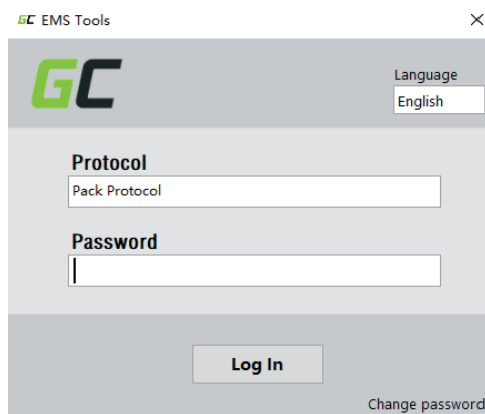 GC EMS Tools
GC
Language
English
Protocol
Pack Protocol
Password
Log In
Change password